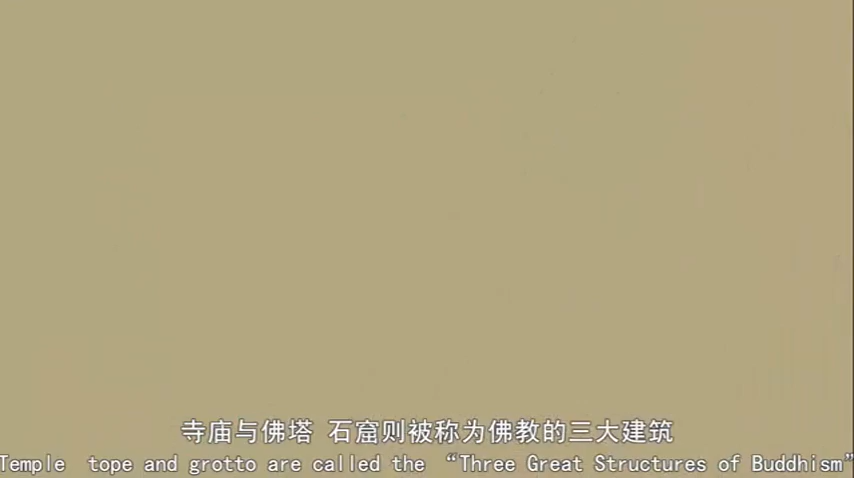 寺庙与佛塔 石窟则被称为佛教的三大建筑
Temple  tope and grotto are called the “Three Great Structures of Buddhism”